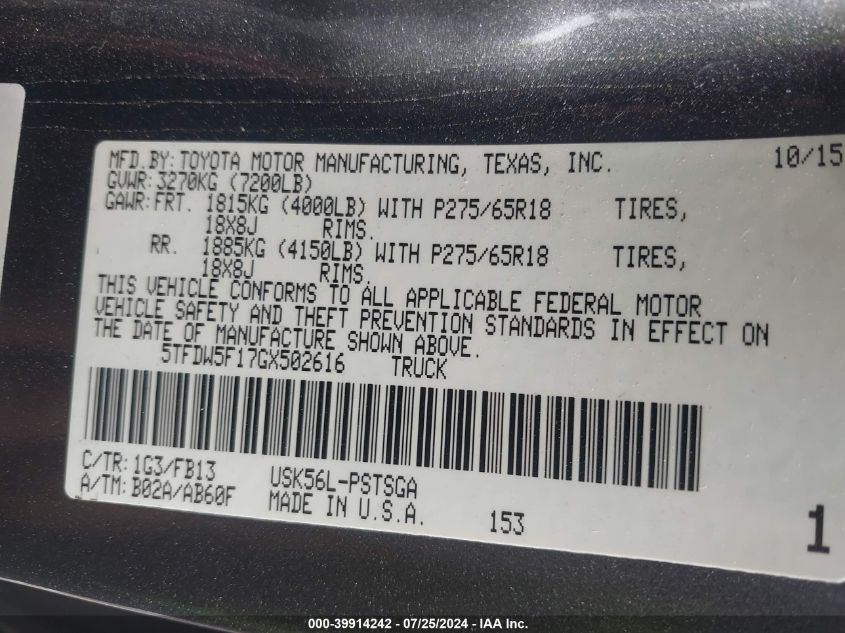 MFD.BY:TOYOTA MOTOR MANUFACTURING, TEXAS, INC. 10/15
GVWR:3270KG (7200LB)
GAWR:FRT. 1815KG (4000LB) WITH P275/65R18 TIRES,
18X8J RIMS.
RR. 1885KG (4150LB) WITH P275/65R18 TIRES,
18X8J RIMS.
THIS VEHICLE CONFORMS TO ALL APPLICABLE FEDERAL MOTOR
VEHICLE SAFETY AND THEFT PREVENTION STANDARDS IN EFFECT ON
THE DATE OF MANUFACTURE SHOWN ABOVE.
5TFDW5F17GX502616 TRUCK
C/TR:1G3/FB13 USK56L-PSTSGA
A/TM:B02A/AB60F MADE IN U.S.A. 153 1
000-39914242 / 07/25/2024 - IAA Inc.